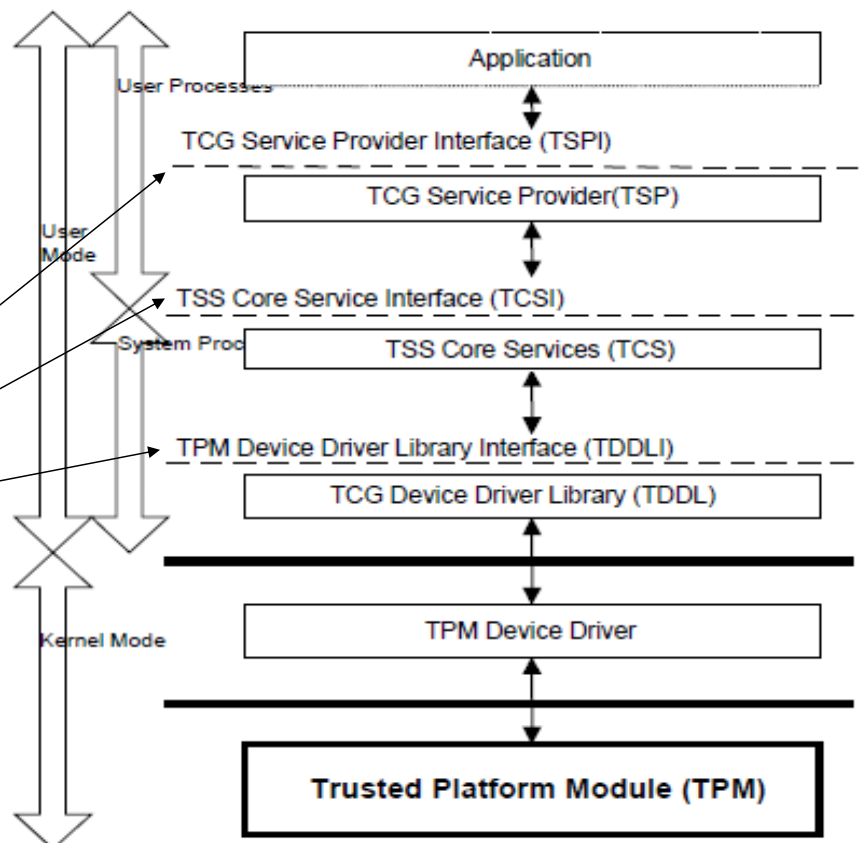 Application
User Processes
TCG Service Provider Interface (TSPI)
TCG Service Provider(TSP)
User
Mode
TSS Core Service Interface (TCSI)
System Proc
TSS Core Services (TCS)
TPM Device Driver Library Interface (TDDLI)
TCG Device Driver Library (TDDL)
TPM Device Driver
Kernel Mode
Trusted Platform Module (TPM)